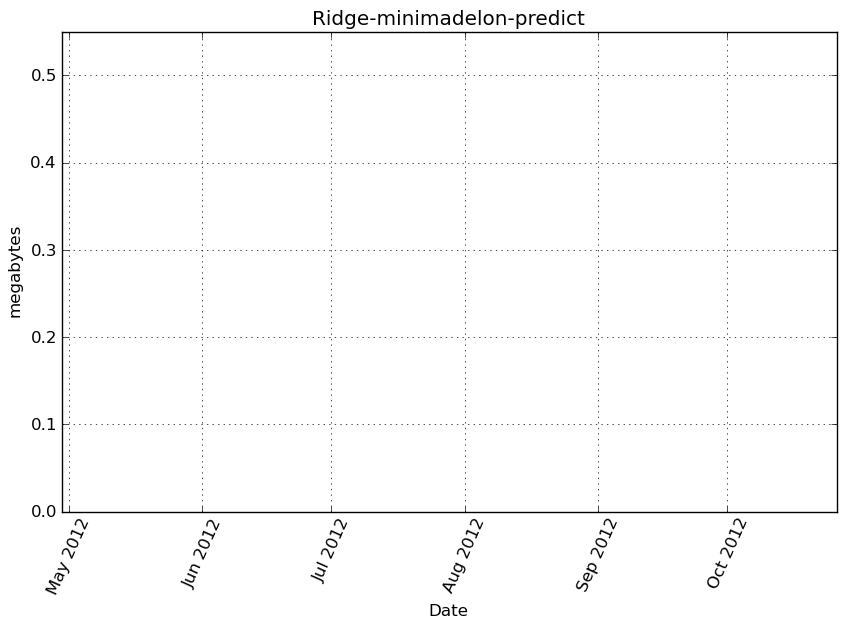 Ridge-minimadelon-predict
0.5
0.4
0.3
0.2
0.1
0.0
megabytes
May 2012
Jun 2012
Jul 2012
Aug 2012
Sep 2012
Oct 2012
Date